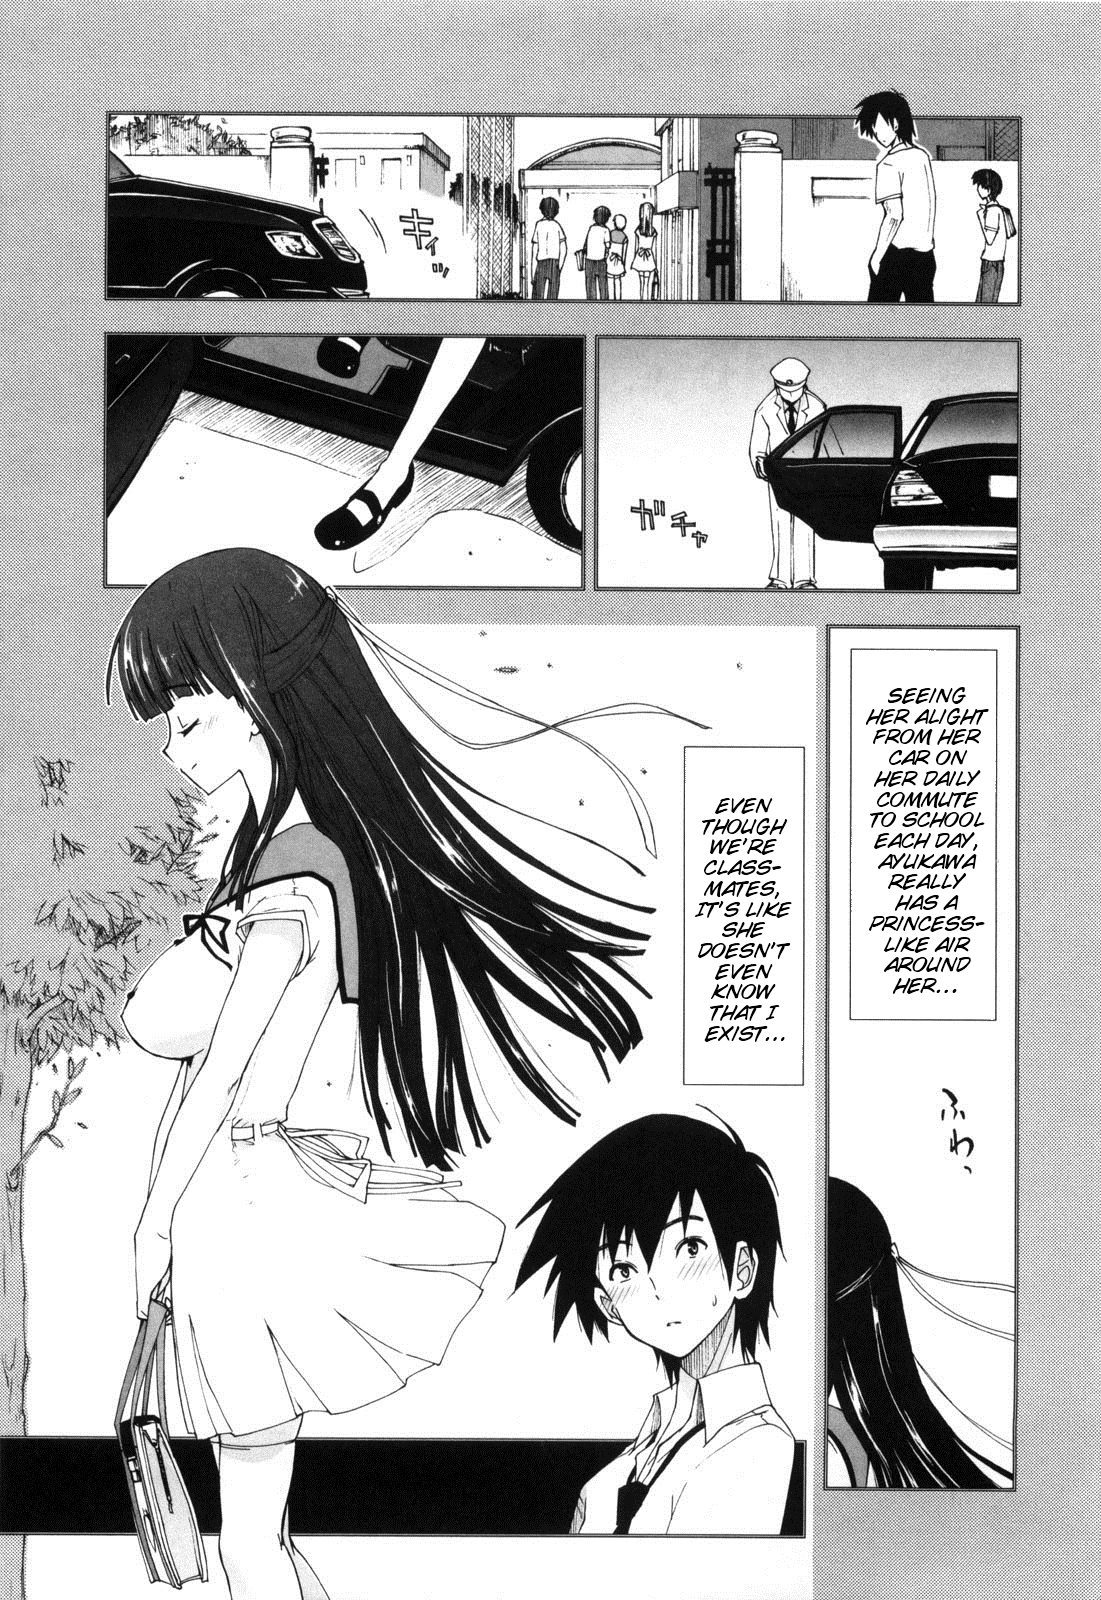 キィッ
ガチャ
SEEING
HER ALIGHT
FROM HER
CAR ON
HER DAILY
COMMUTE
TO SCHOOL
EACH DAY,
AYUKAWA
REALLY
HAS A
PRINCESS-
LIKE AIR
AROUND
HER...
ふわっ
EVEN
THOUGH
WE'RE
CLASS-
MATES,
IT'S LIKE
SHE
DOESN'T
EVEN
KNOW
THAT I
EXIST...